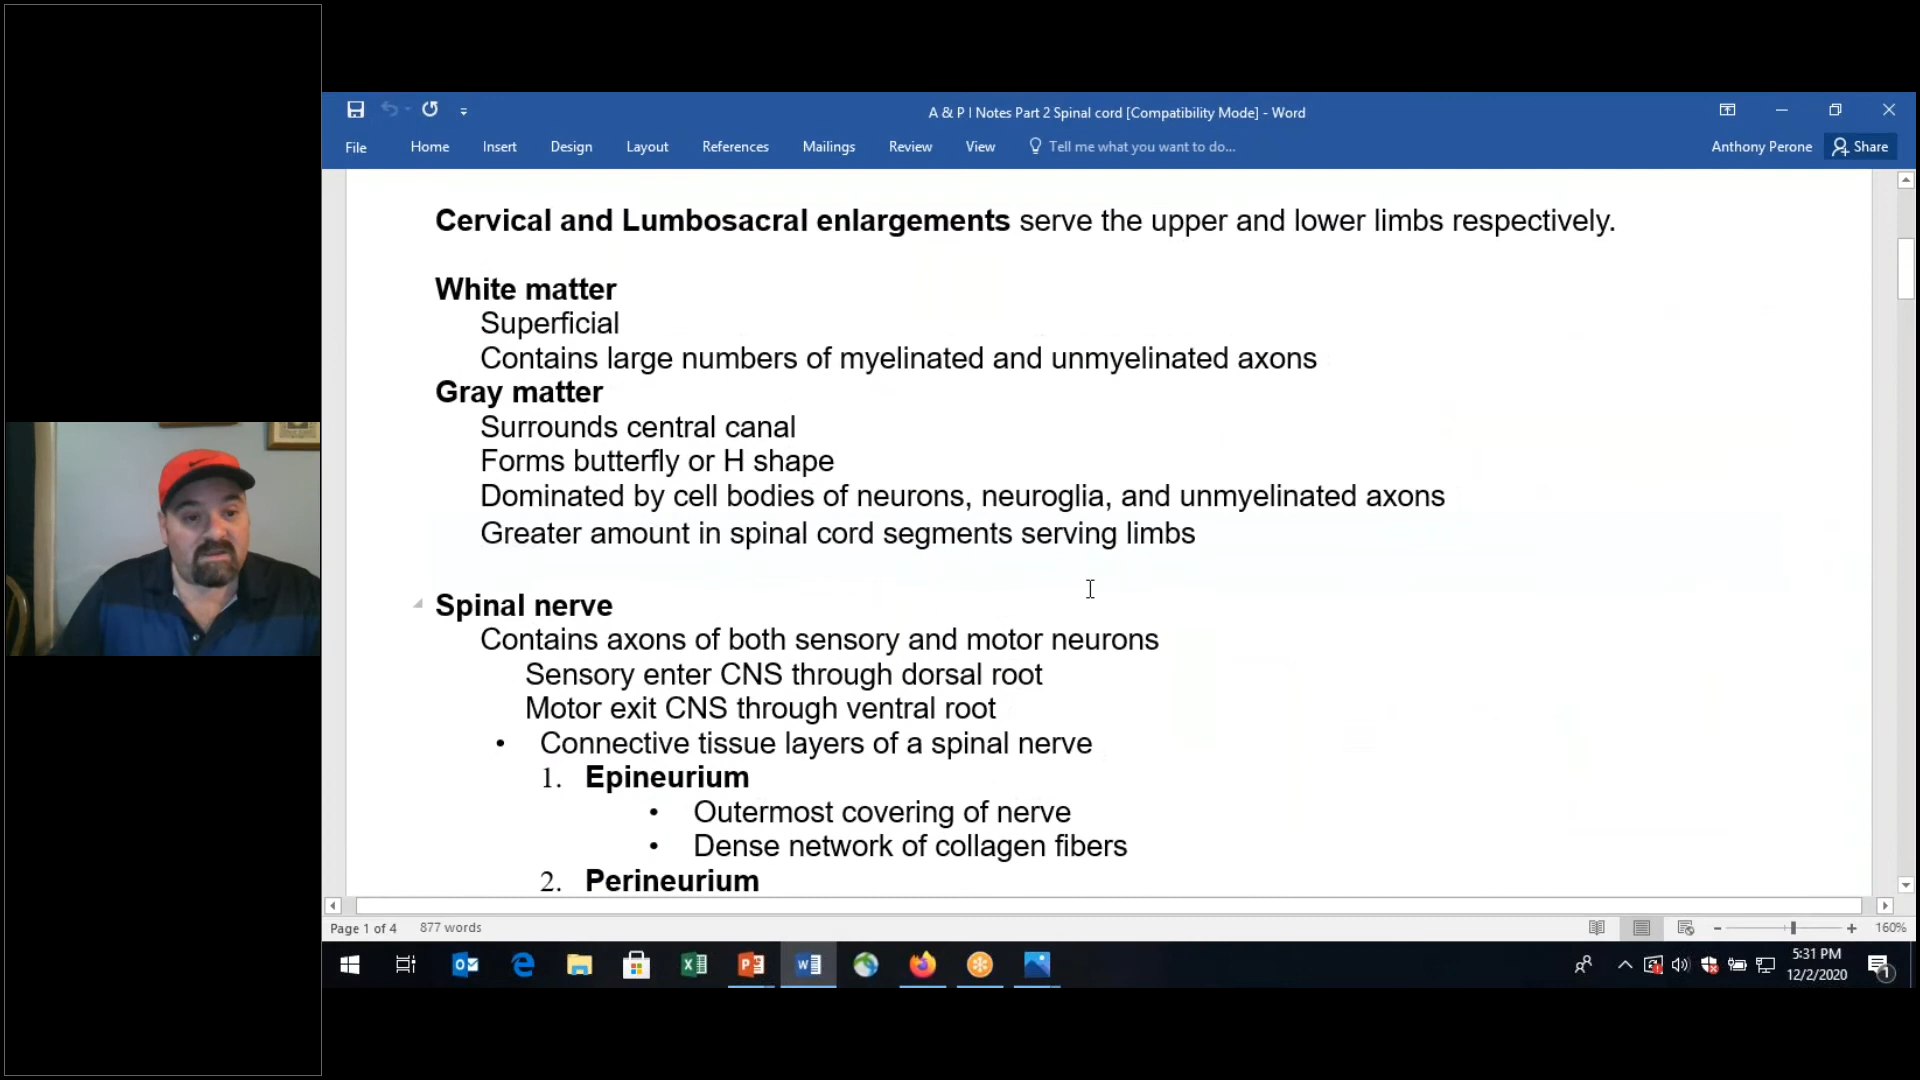 A & P I Notes Part 2 Spinal cord [Compatibility Mode] - Word
File Home Insert Design Layout References Mailings Review View Tell me what you want to do... Anthony Perone Share
Cervical and Lumbosacral enlargements serve the upper and lower limbs respectively.
White matter
Superficial
Contains large numbers of myelinated and unmyelinated axons
Gray matter
Surrounds central canal
Forms butterfly or H shape
Dominated by cell bodies of neurons, neuroglia, and unmyelinated axons
Greater amount in spinal cord segments serving limbs
Spinal nerve
Contains axons of both sensory and motor neurons
Sensory enter CNS through dorsal root
Motor exit CNS through ventral root
• Connective tissue layers of a spinal nerve
1. Epineurium
• Outermost covering of nerve
• Dense network of collagen fibers
2. Perineurium
Page 1 of 4 877 words 160%
5:31 PM
12/2/2020
1